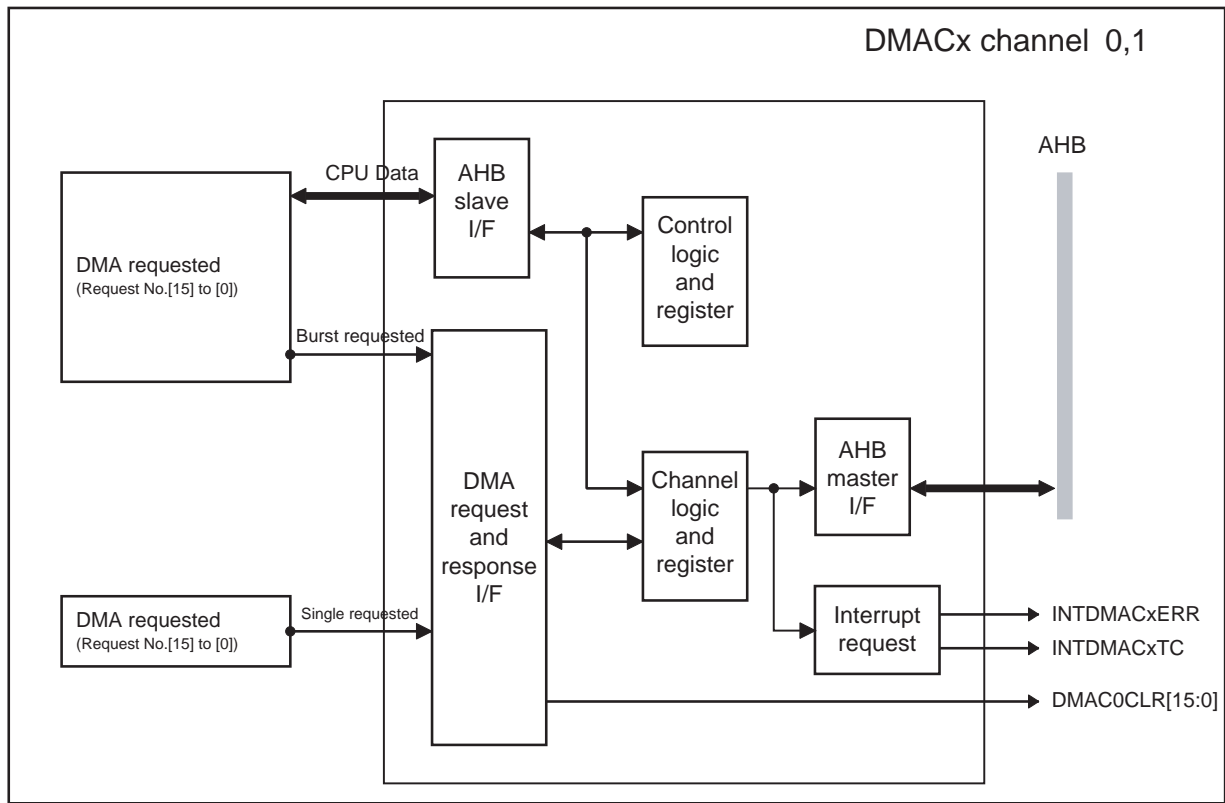 DMACx channel 0,1
AHB
CPU Data
AHB
slave
I/F
Control
logic
and
register
DMA requested
(Request No.[15] to [0])
Burst requested
DMA
request
and
response
I/F
Channel
logic
and
register
AHB
master
I/F
DMA requested
(Request No.[15] to [0])
Single requested
Interrupt
request
INTDMACxERR
INTDMACxTC
DMAC0CLR[15:0]